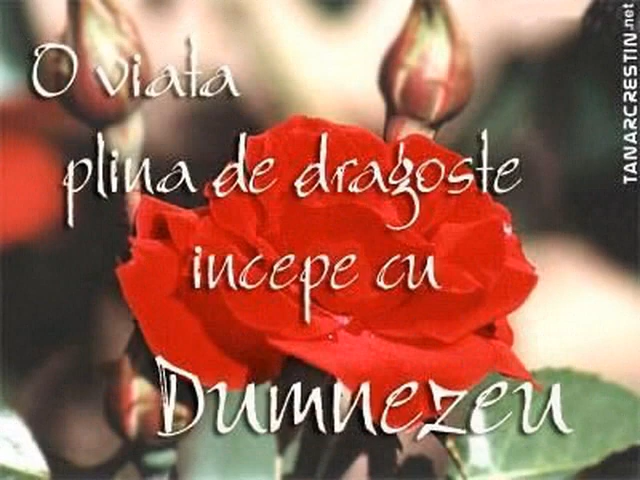 O viata
plina de dragoste
incepe cu
Dumnezeu
TANARCRESTIN.net